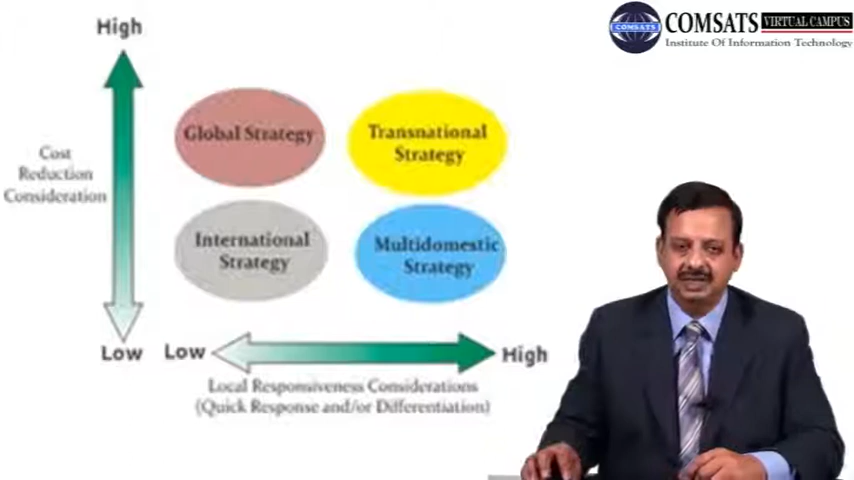 High
COMSATS VIRTUAL CAMPUS
Institute Of Information Technology
Global Strategy
Transnational
Strategy
Cost
Reduction
Consideration
International
Strategy
Multidomestic
Strategy
Low
Low
High
Local Responsiveness Considerations
(Quick Response and/or Differentiation)